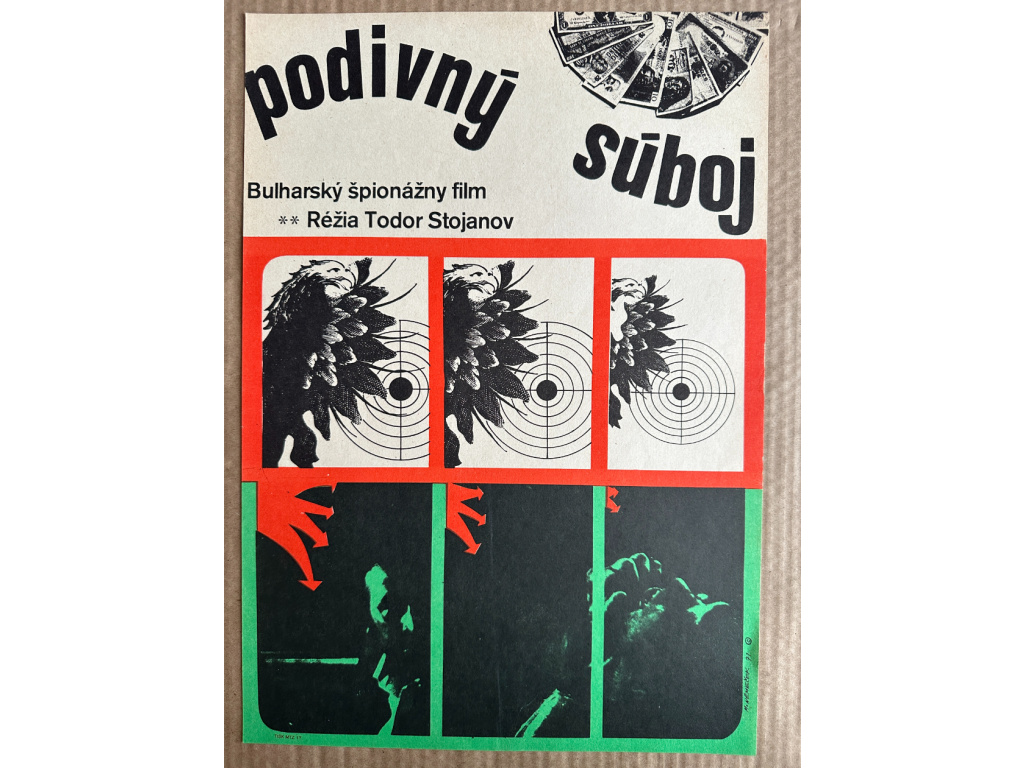 podivný
súboj
Bulharský špionážny film
** Réžia Todor Stojanov